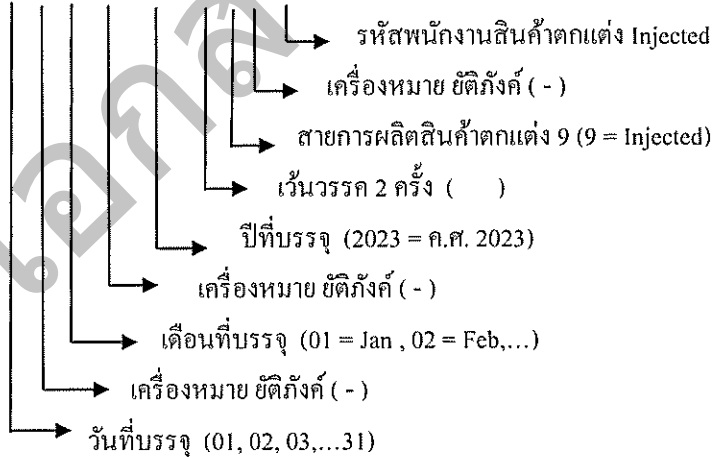 รหัสพนักงานสินค้าตกแต่ง Injected
เครื่องหมาย ยัติภังค์ ( - )
สายการผลิตสินค้าตกแต่ง 9 (9 = Injected)
เว้นวรรค 2 ครั้ง ( )
ปีที่บรรจุ (2023 = ค.ศ. 2023)
เครื่องหมาย ยัติภังค์ ( - )
เดือนที่บรรจุ (01 = Jan , 02 = Feb,…)
เครื่องหมาย ยัติภังค์ ( - )
วันที่บรรจุ (01, 02, 03,…31)